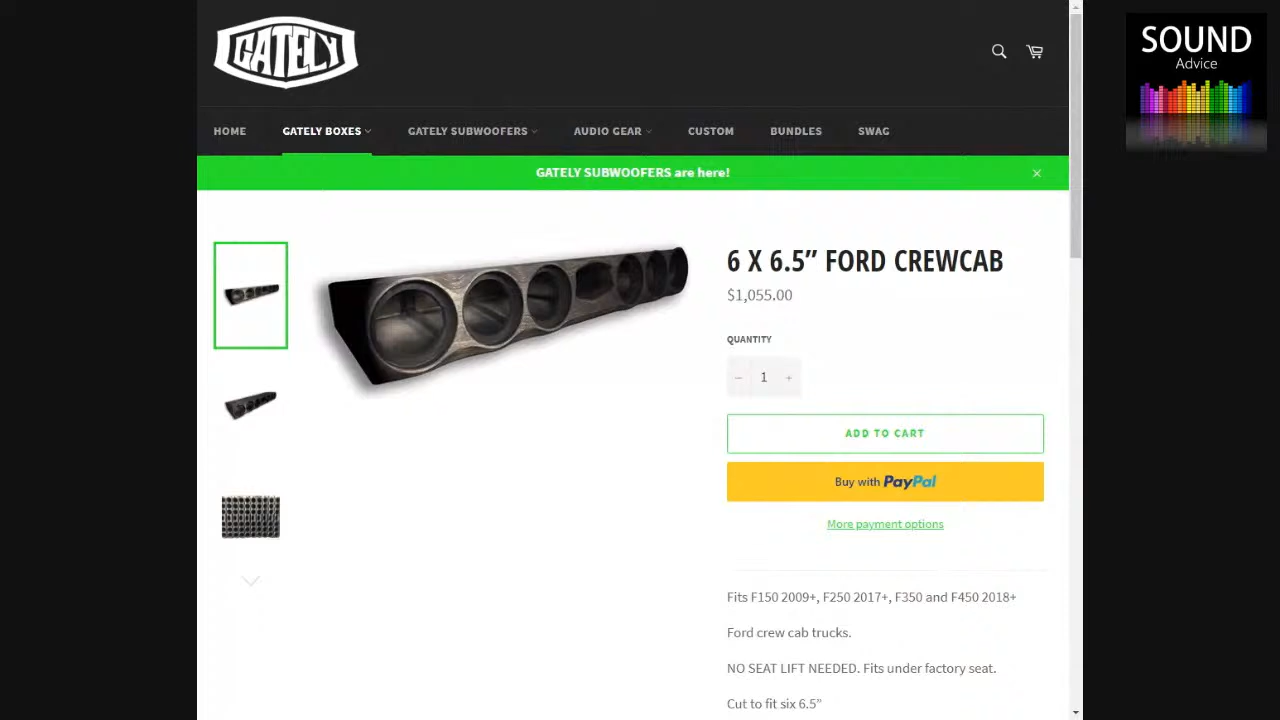 GATELY
SOUND
Advice
HOME
GATELY BOXES
GATELY SUBWOOFERS
AUDIO GEAR
CUSTOM
BUNDLES
SWAG
GATELY SUBWOOFERS are here!
6 X 6.5” FORD CREWCAB
$1,055.00
QUANTITY
− 1 +
ADD TO CART
Buy with PayPal
More payment options
Fits F150 2009+, F250 2017+, F350 and F450 2018+
Ford crew cab trucks.
NO SEAT LIFT NEEDED. Fits under factory seat.
Cut to fit six 6.5”